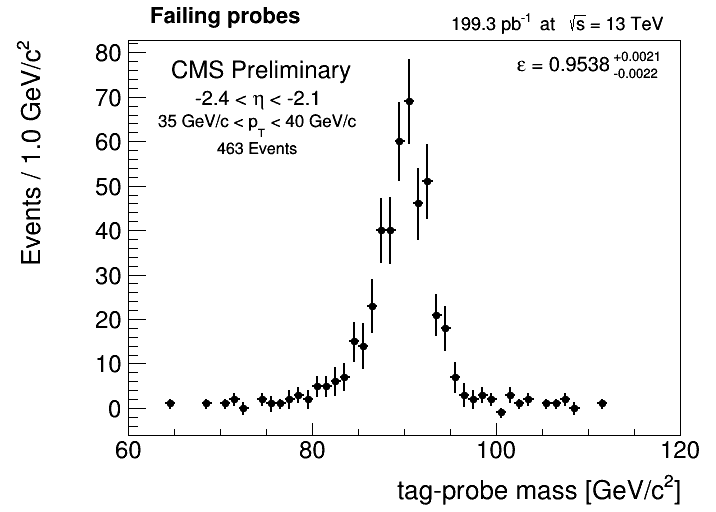 Failing probes
199.3 pb⁻¹ at √s = 13 TeV
CMS Preliminary
-2.4 < η < -2.1
35 GeV/c < p_T < 40 GeV/c
463 Events
ε = 0.9538 +0.0021 -0.0022
Events / 1.0 GeV/c²
80
70
60
50
40
30
20
10
0
60 80 100 120
tag-probe mass [GeV/c²]